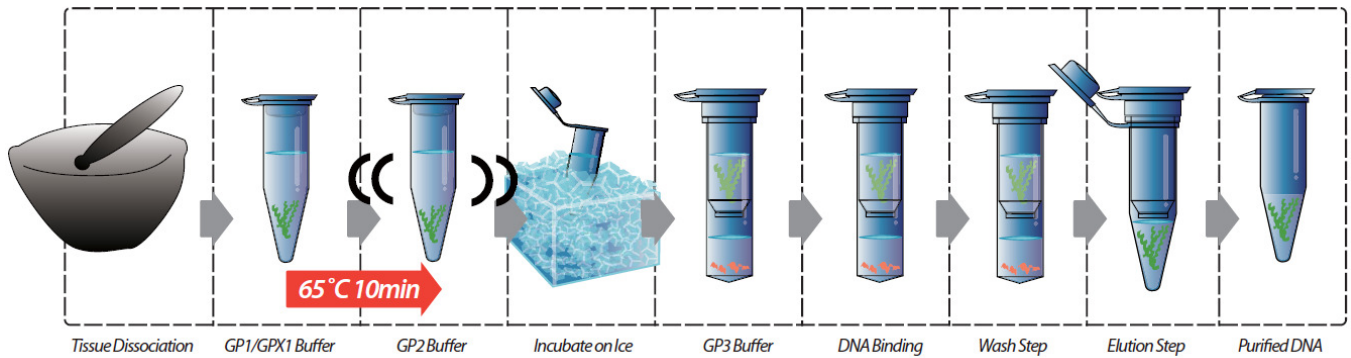 65˚C 10min
Tissue Dissociation
GP1/GPX1 Buffer
GP2 Buffer
Incubate on Ice
GP3 Buffer
DNA Binding
Wash Step
Elution Step
Purified DNA